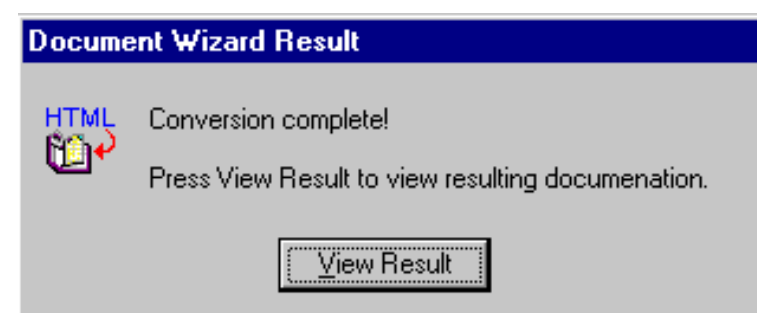 Document Wizard Result
HTML
Conversion complete!
Press View Result to view resulting documenation.
View Result